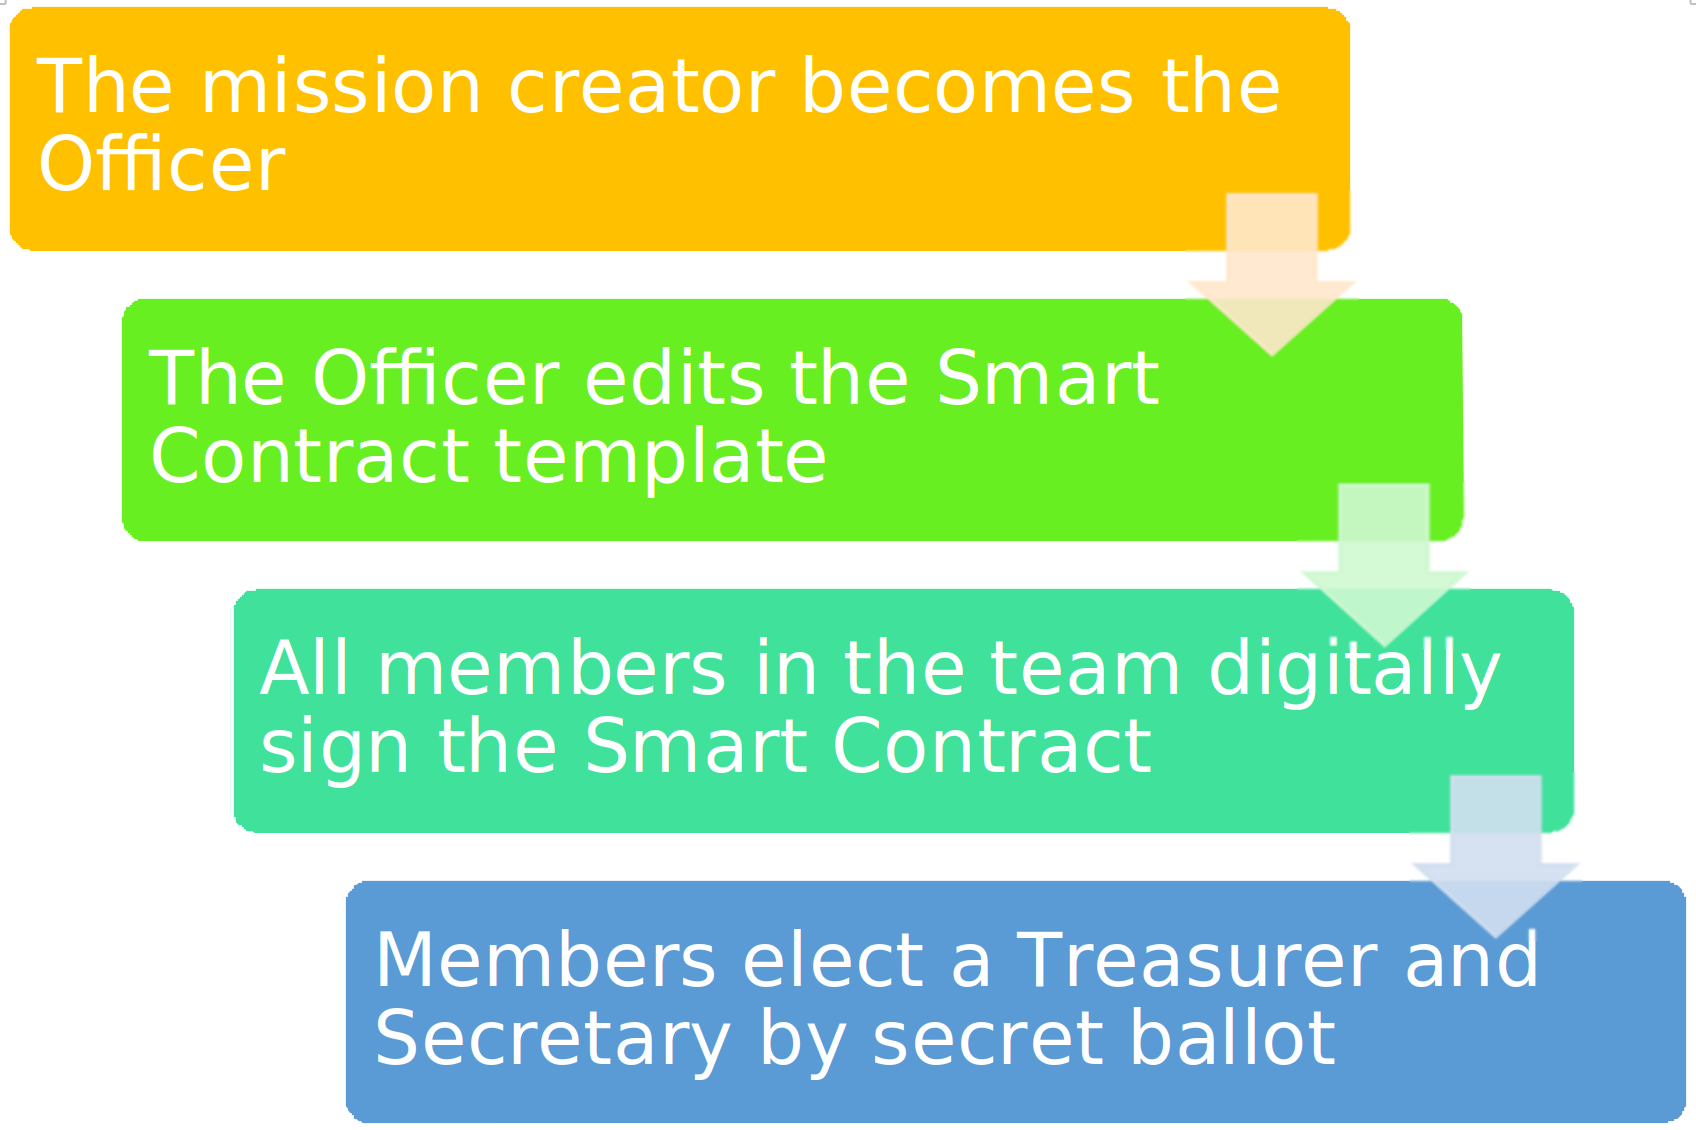 The mission creator becomes the
Officer
The Officer edits the Smart
Contract template
All members in the team digitally
sign the Smart Contract
Members elect a Treasurer and
Secretary by secret ballot